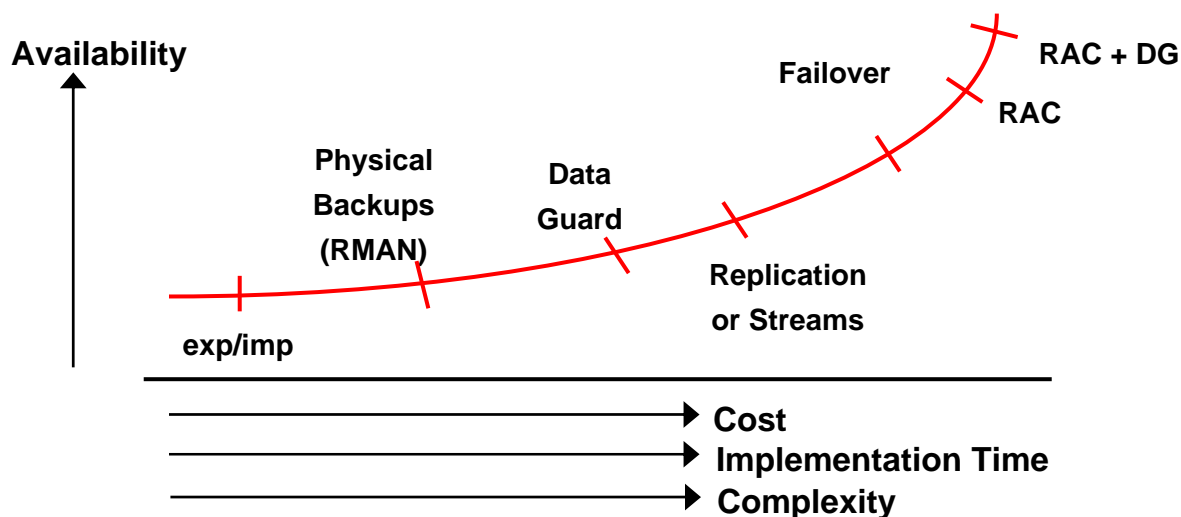 Availability
RAC + DG
Failover
RAC
Physical
Backups
(RMAN)
Data
Guard
Replication
or Streams
exp/imp
Cost
Implementation Time
Complexity